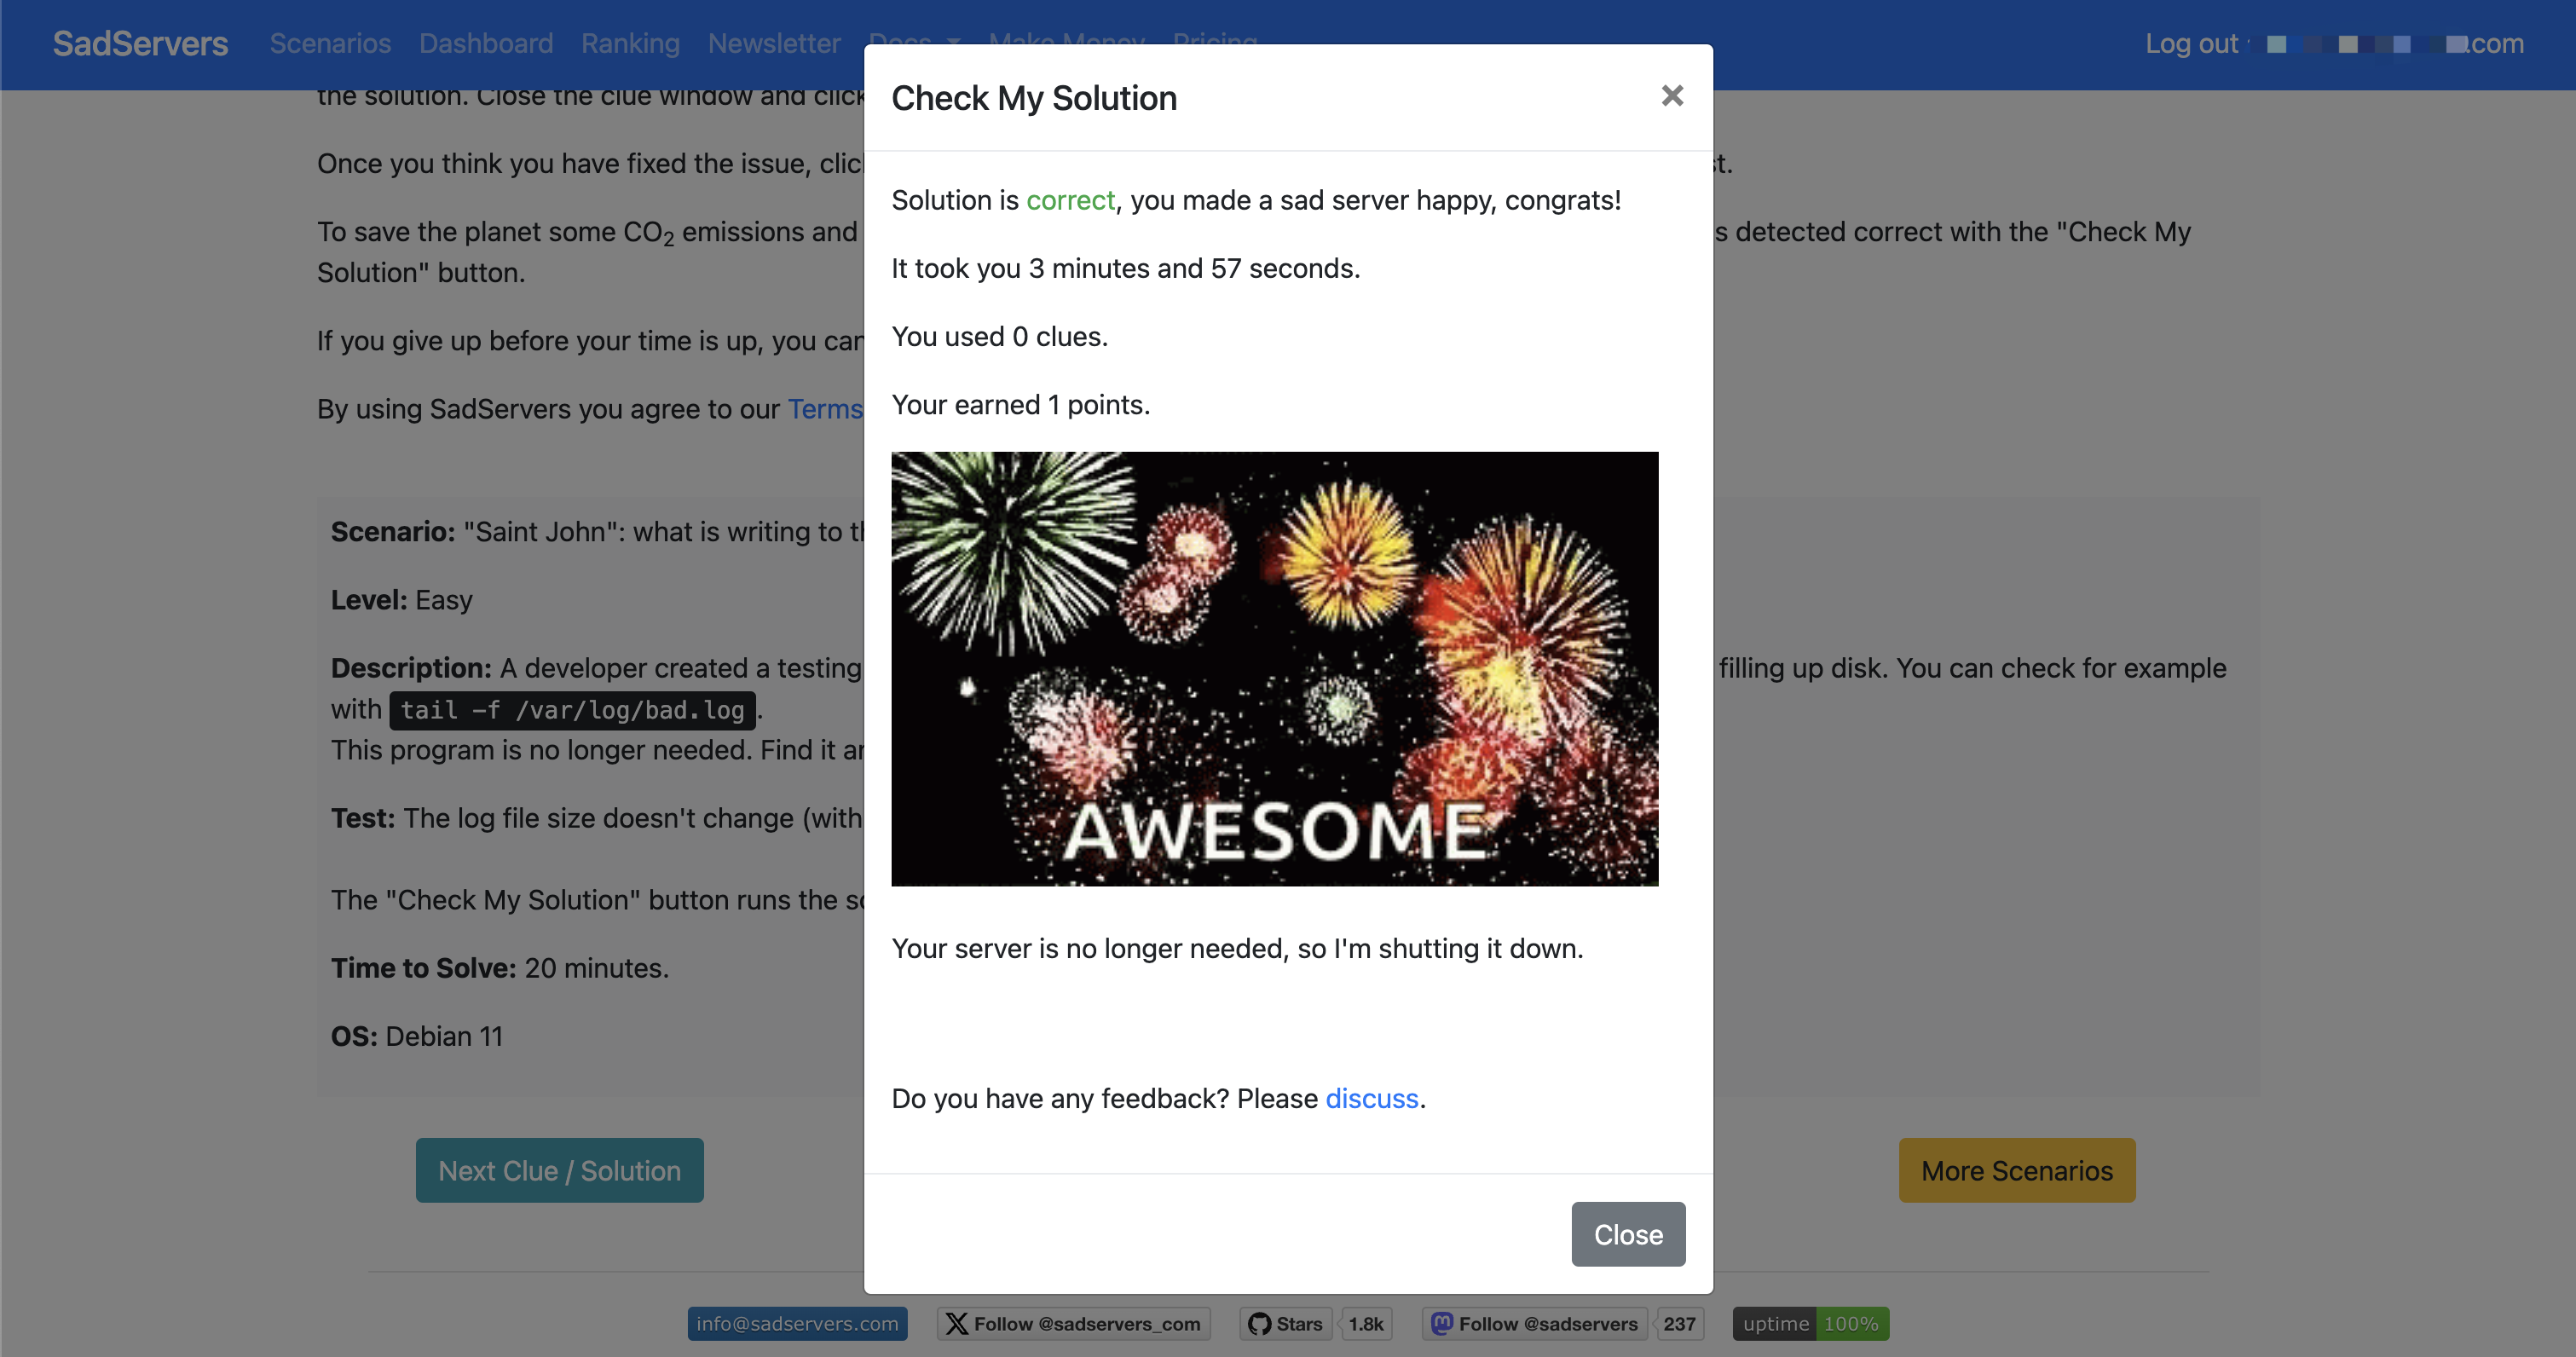 SadServers Scenarios Dashboard Ranking Newsletter Docs Make Money Pricing Log out .com
the solution. Close the clue window and click
Once you think you have fixed the issue, clic st.
To save the planet some CO2 emissions and s detected correct with the "Check My
Solution" button.
If you give up before your time is up, you can
By using SadServers you agree to our Terms
Scenario: "Saint John": what is writing to th
Level: Easy
Description: A developer created a testing filling up disk. You can check for example
with tail -f /var/log/bad.log.
This program is no longer needed. Find it an
Test: The log file size doesn't change (with
The "Check My Solution" button runs the sc
Time to Solve: 20 minutes.
OS: Debian 11
Next Clue / Solution
More Scenarios
Check My Solution ×
Solution is correct, you made a sad server happy, congrats!
It took you 3 minutes and 57 seconds.
You used 0 clues.
Your earned 1 points.
AWESOME
Your server is no longer needed, so I'm shutting it down.
Do you have any feedback? Please discuss.
Close
info@sadservers.com Follow @sadservers_com Stars 1.8k Follow @sadservers 237 uptime 100%